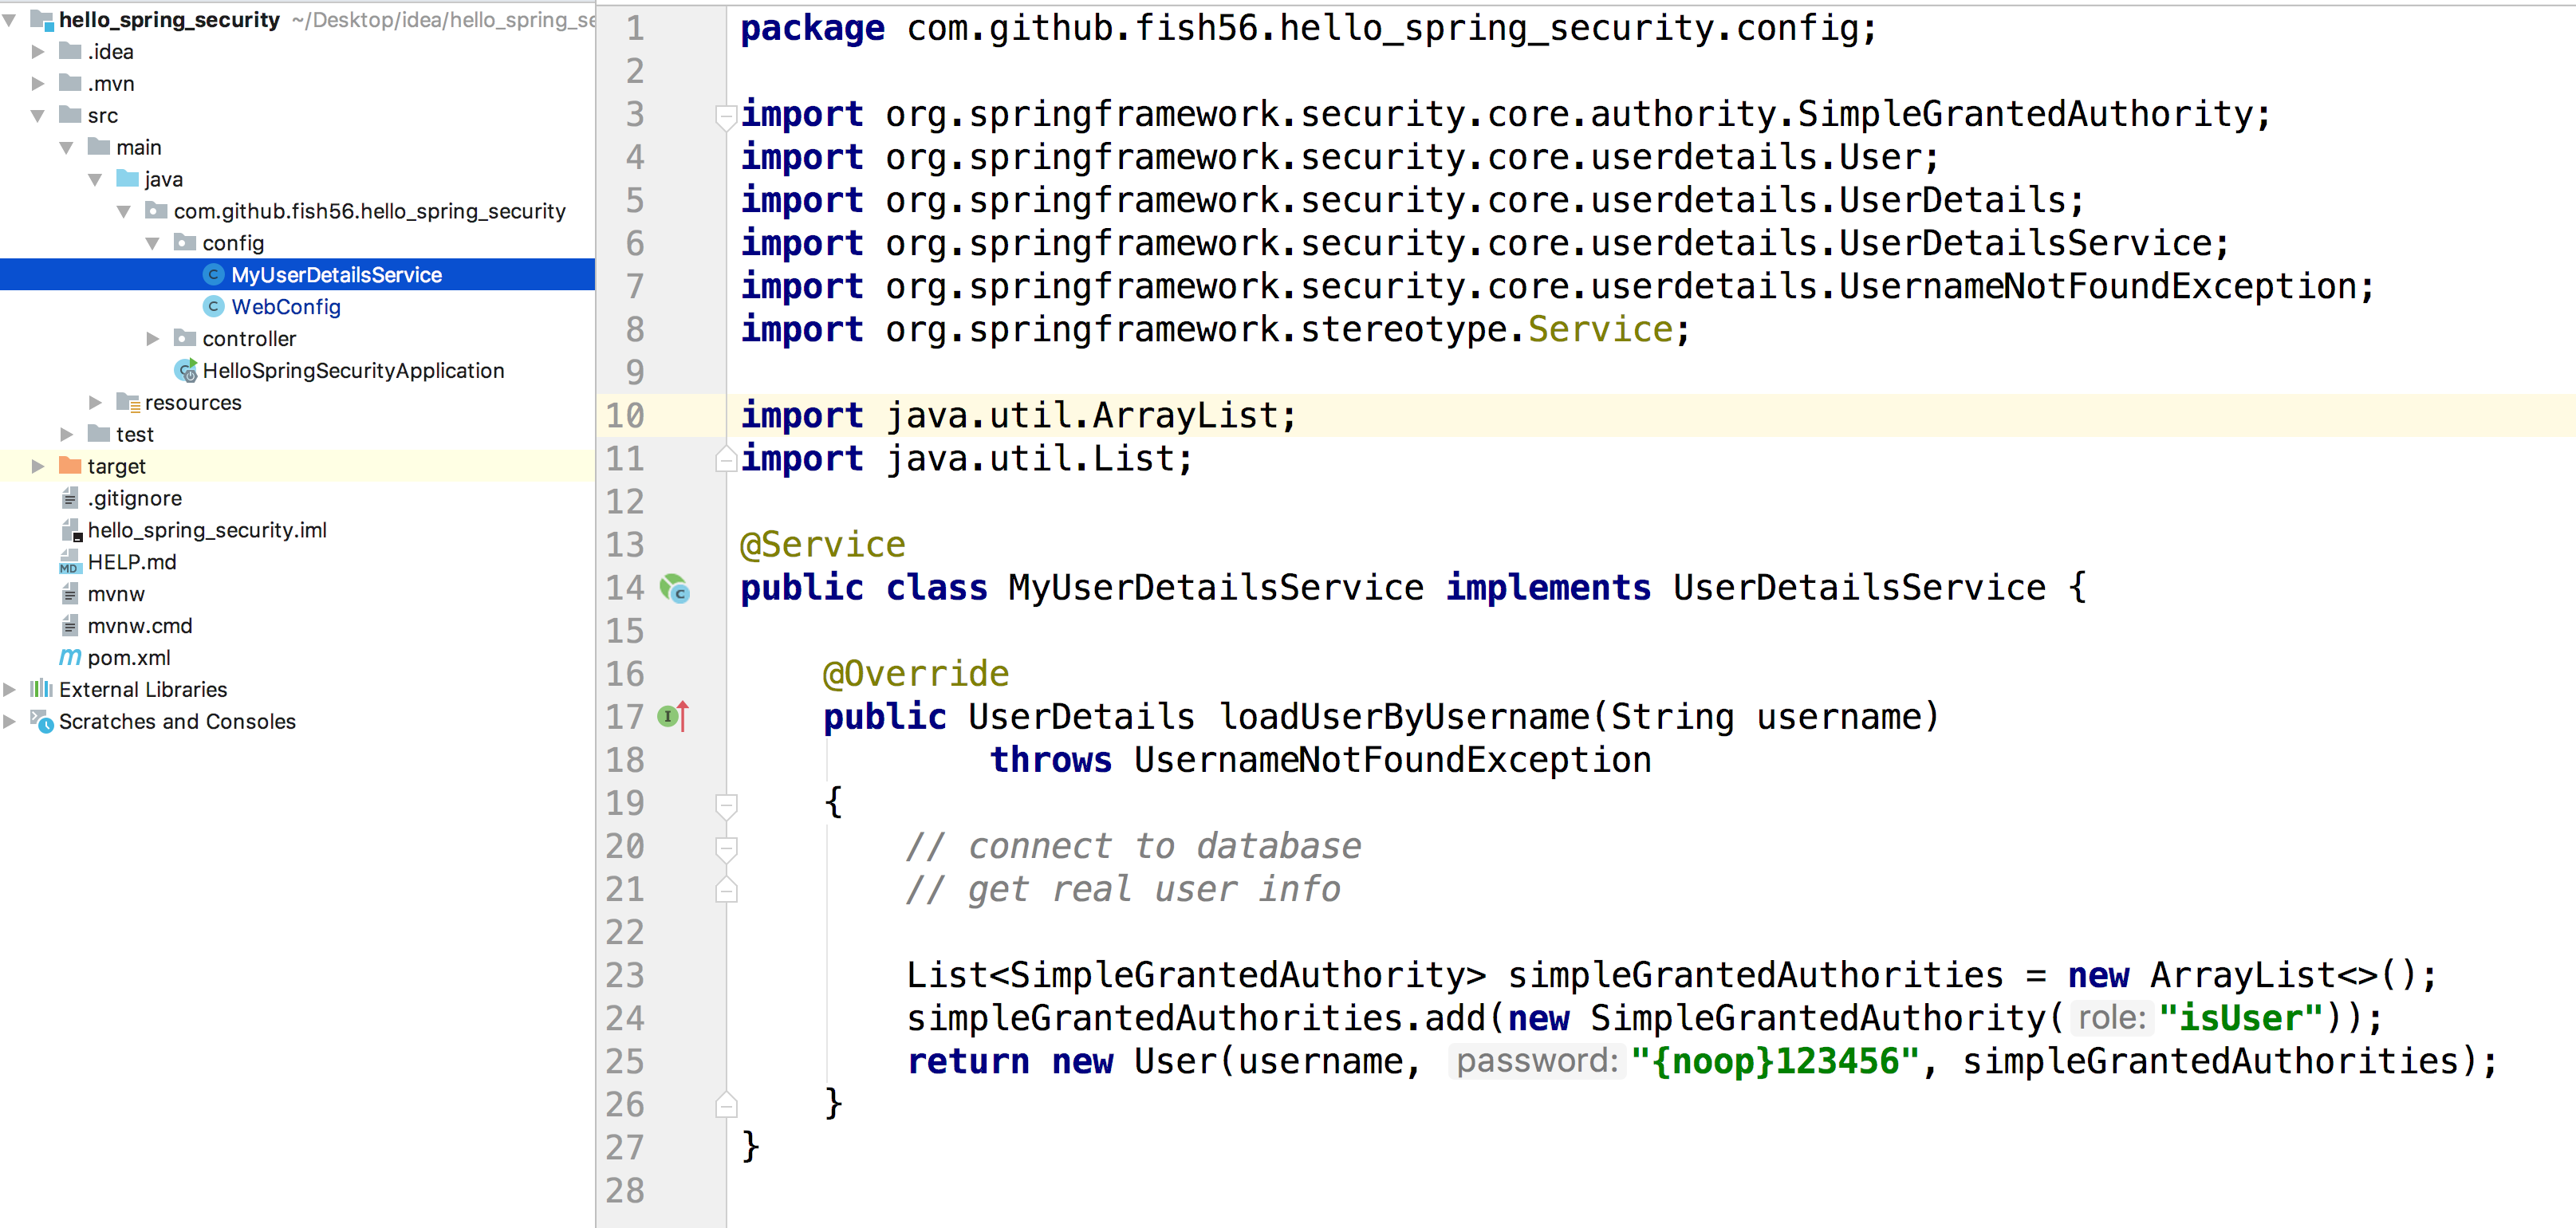 hello_spring_security ~/Desktop/idea/hello_spring_se
.idea
.mvn
src
main
java
com.github.fish56.hello_spring_security
config
MyUserDetailsService
WebConfig
controller
HelloSpringSecurityApplication
resources
test
target
.gitignore
hello_spring_security.iml
HELP.md
mvnw
mvnw.cmd
pom.xml
External Libraries
Scratches and Consoles
1 package com.github.fish56.hello_spring_security.config;
2
3 import org.springframework.security.core.authority.SimpleGrantedAuthority;
4 import org.springframework.security.core.userdetails.User;
5 import org.springframework.security.core.userdetails.UserDetails;
6 import org.springframework.security.core.userdetails.UserDetailsService;
7 import org.springframework.security.core.userdetails.UsernameNotFoundException;
8 import org.springframework.stereotype.Service;
9
10 import java.util.ArrayList;
11 import java.util.List;
12
13 @Service
14 public class MyUserDetailsService implements UserDetailsService {
15
16 @Override
17 public UserDetails loadUserByUsername(String username)
18 throws UsernameNotFoundException
19 {
20 // connect to database
21 // get real user info
22
23 List<SimpleGrantedAuthority> simpleGrantedAuthorities = new ArrayList<>();
24 simpleGrantedAuthorities.add(new SimpleGrantedAuthority( role: "isUser"));
25 return new User(username, password: "{noop}123456", simpleGrantedAuthorities);
26 }
27 }
28